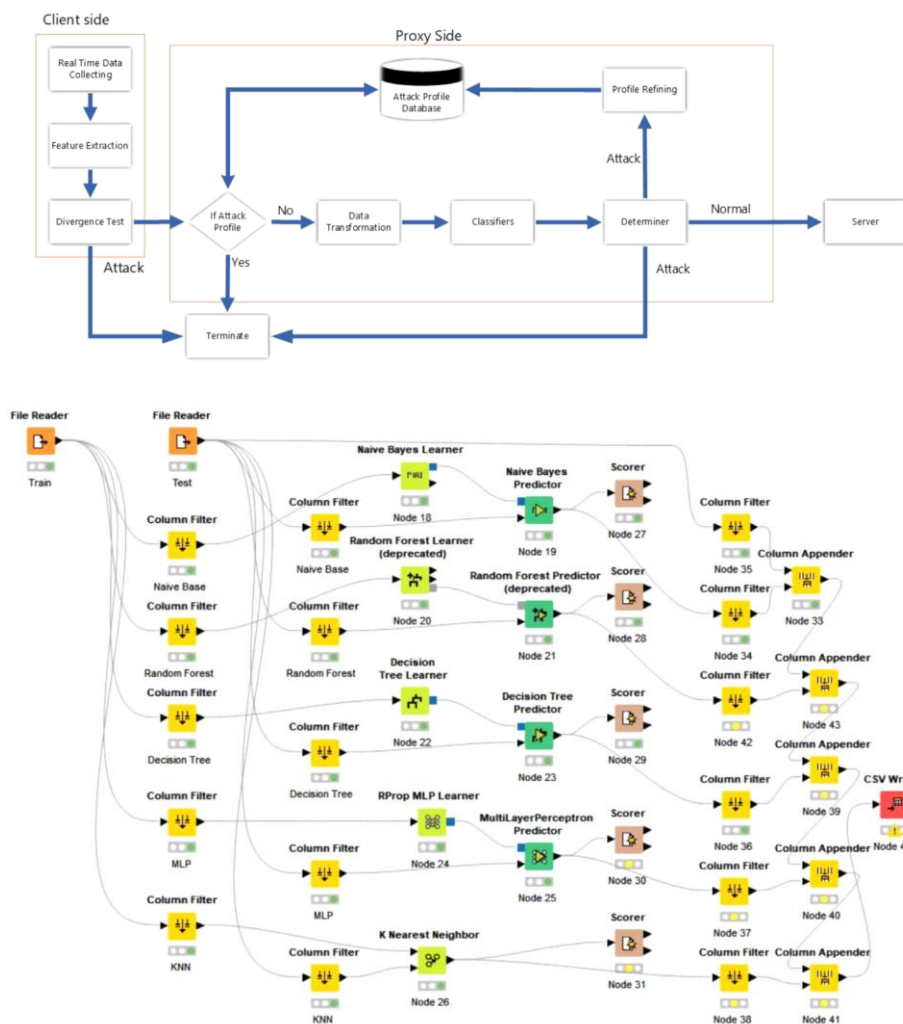 Client side
Proxy Side
Real Time Data
Collecting
Attack Profile
Database
Profile Refining
Feature Extraction
Attack
If Attack
Profile
No
Data
Transformation
Classifiers
Determiner
Normal
Server
Divergence Test
Attack
Yes
Attack
Terminate
File Reader
File Reader
Train
Test
Naive Bayes Learner
Node 18
Naive Bayes
Predictor
Node 19
Scorer
Node 27
Column Filter
Naive Base
Column Filter
Naive Base
Column Filter
Node 35
Column Appender
Node 33
Random Forest Learner
(deprecated)
Node 20
Random Forest Predictor
(deprecated)
Node 21
Scorer
Node 28
Column Filter
Node 34
Column Filter
Random Forest
Column Filter
Random Forest
Column Filter
Node 42
Column Appender
Node 43
Decision
Tree Learner
Node 22
Decision Tree
Predictor
Node 23
Scorer
Node 29
Column Filter
Decision Tree
Column Filter
Decision Tree
Column Filter
Node 36
Column Appender
Node 39
CSV Wr
Node 4
Column Filter
MLP
RProp MLP Learner
Node 24
MultiLayerPerceptron
Predictor
Node 25
Scorer
Node 30
Column Filter
MLP
Column Filter
Node 37
Column Appender
Node 40
Column Filter
KNN
K Nearest Neighbor
Node 26
Scorer
Node 31
Column Filter
KNN
Column Filter
Node 38
Column Appender
Node 41